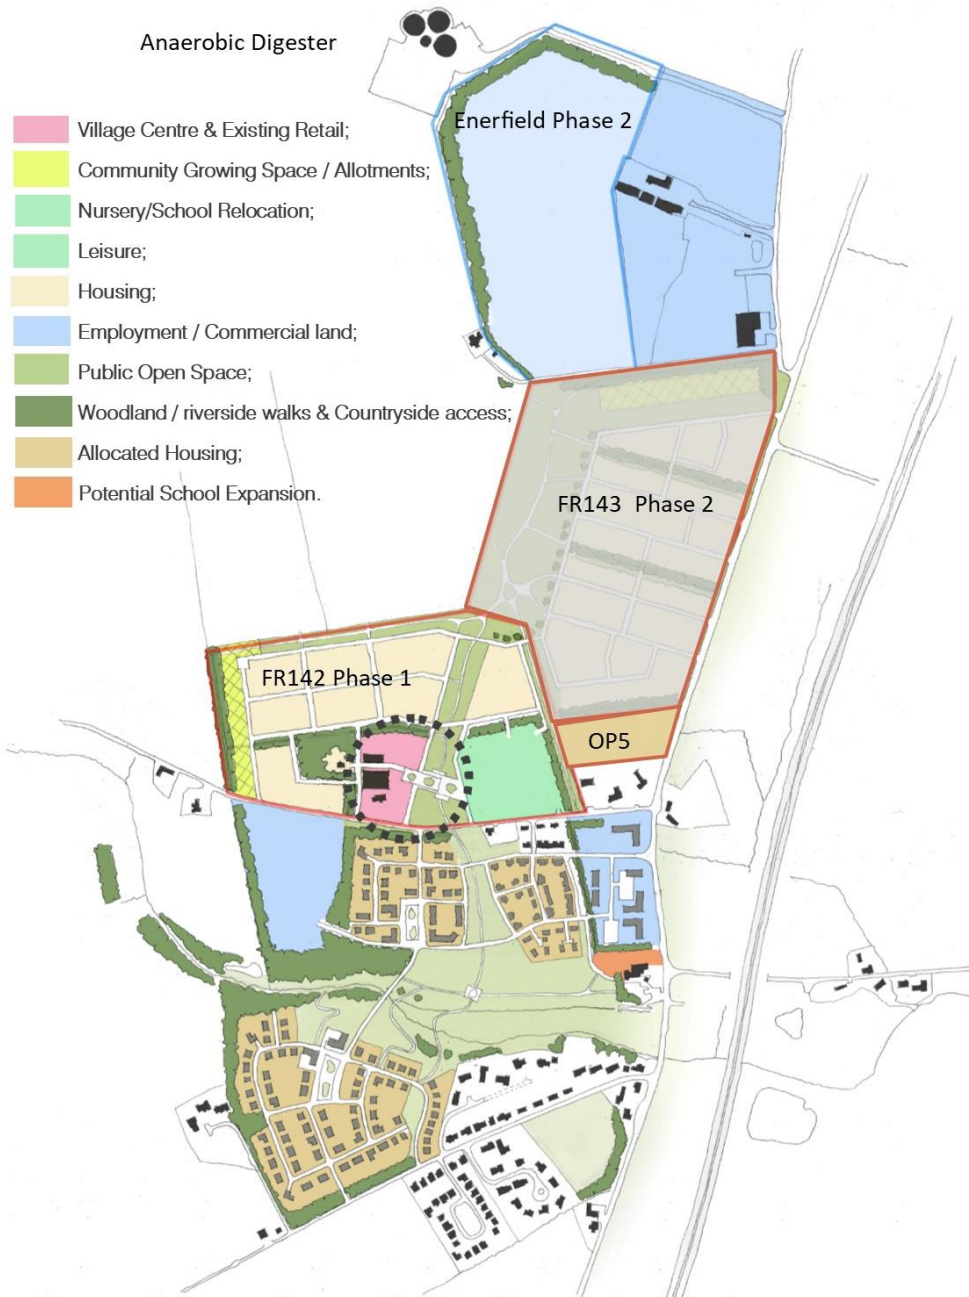 Anaerobic Digester
Village Centre & Existing Retail;
Community Growing Space / Allotments;
Nursery/School Relocation;
Leisure;
Housing;
Employment / Commercial land;
Public Open Space;
Woodland / riverside walks & Countryside access;
Allocated Housing;
Potential School Expansion.
Enerfield Phase 2
FR143 Phase 2
FR142 Phase 1
OP5